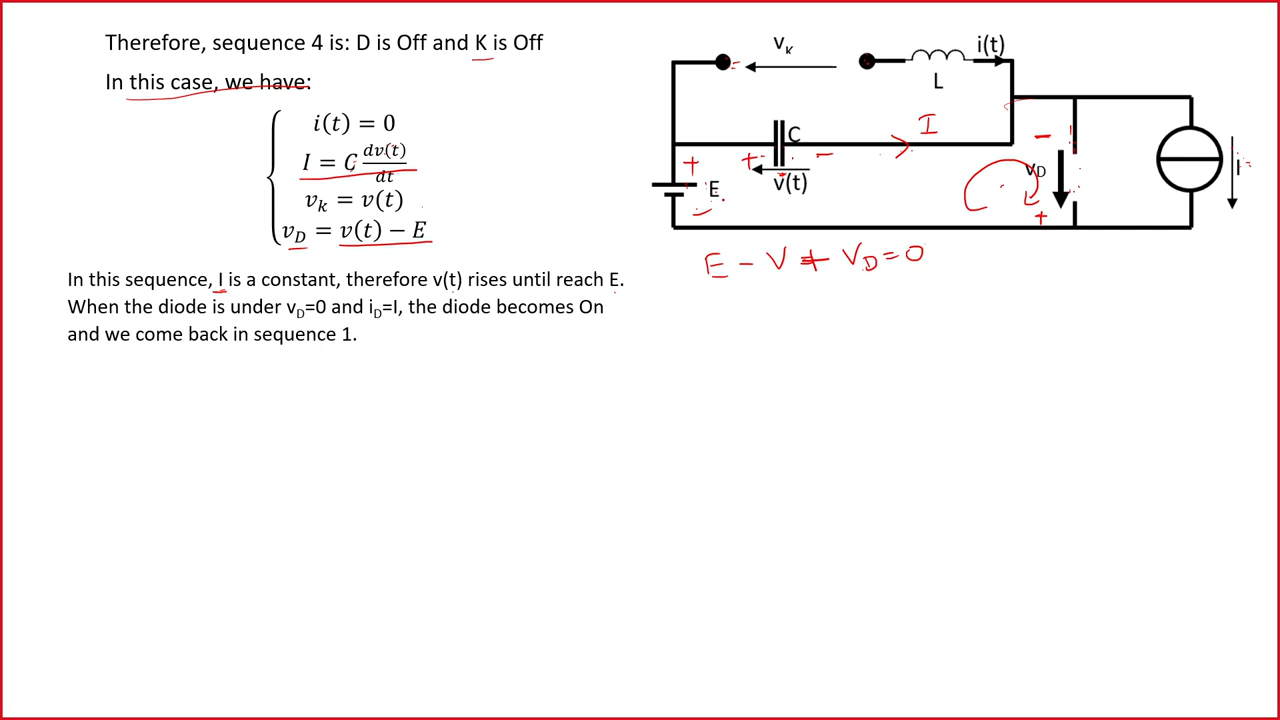 Therefore, sequence 4 is: D is Off and K is Off
In this case, we have:
i(t) = 0
I = C dv(t)/dt
v_k = v(t)
v_D = v(t) − E
In this sequence, I is a constant, therefore v(t) rises until reach E.
When the diode is under v_D=0 and i_D=I, the diode becomes On
and we come back in sequence 1.
v_K
i(t)
L
C
I
+
+ −
−
v(t)
E
v_D
I
+
E − V + V_D = 0